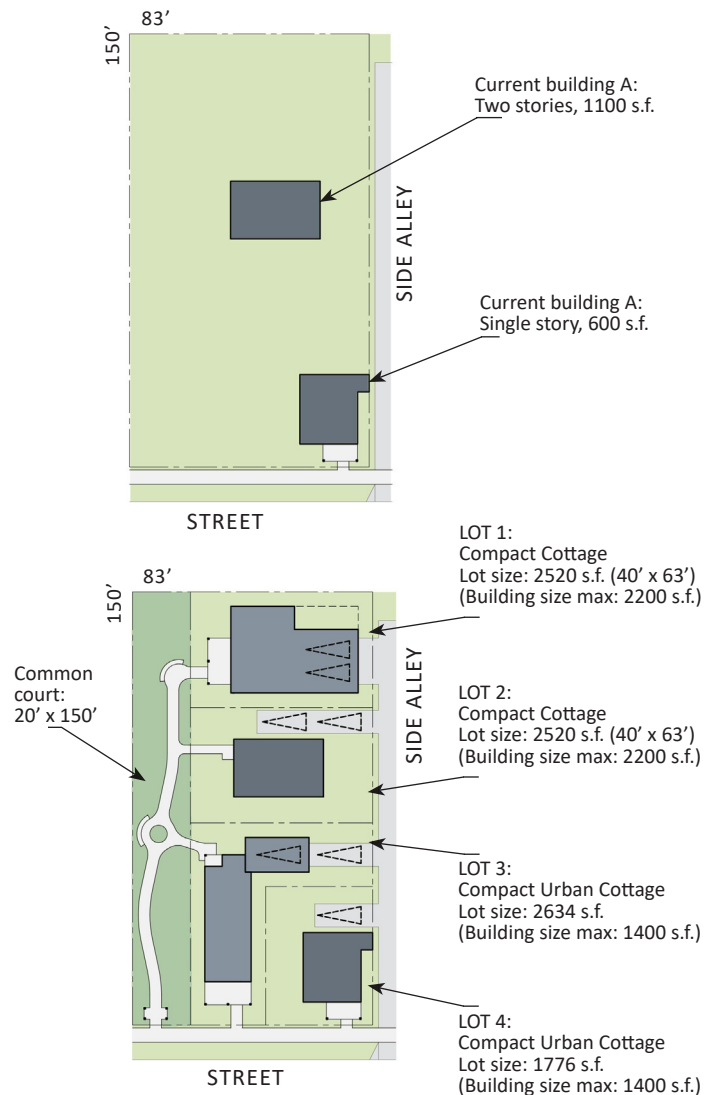 83’
150’
Current building A:
Two stories, 1100 s.f.
SIDE ALLEY
Current building A:
Single story, 600 s.f.
STREET
LOT 1:
Compact Cottage
Lot size: 2520 s.f. (40’ x 63’)
(Building size max: 2200 s.f.)
83’
150’
Common
court:
20’ x 150’
SIDE ALLEY
LOT 2:
Compact Cottage
Lot size: 2520 s.f. (40’ x 63’)
(Building size max: 2200 s.f.)
LOT 3:
Compact Urban Cottage
Lot size: 2634 s.f.
(Building size max: 1400 s.f.)
LOT 4:
Compact Urban Cottage
Lot size: 1776 s.f.
(Building size max: 1400 s.f.)
STREET